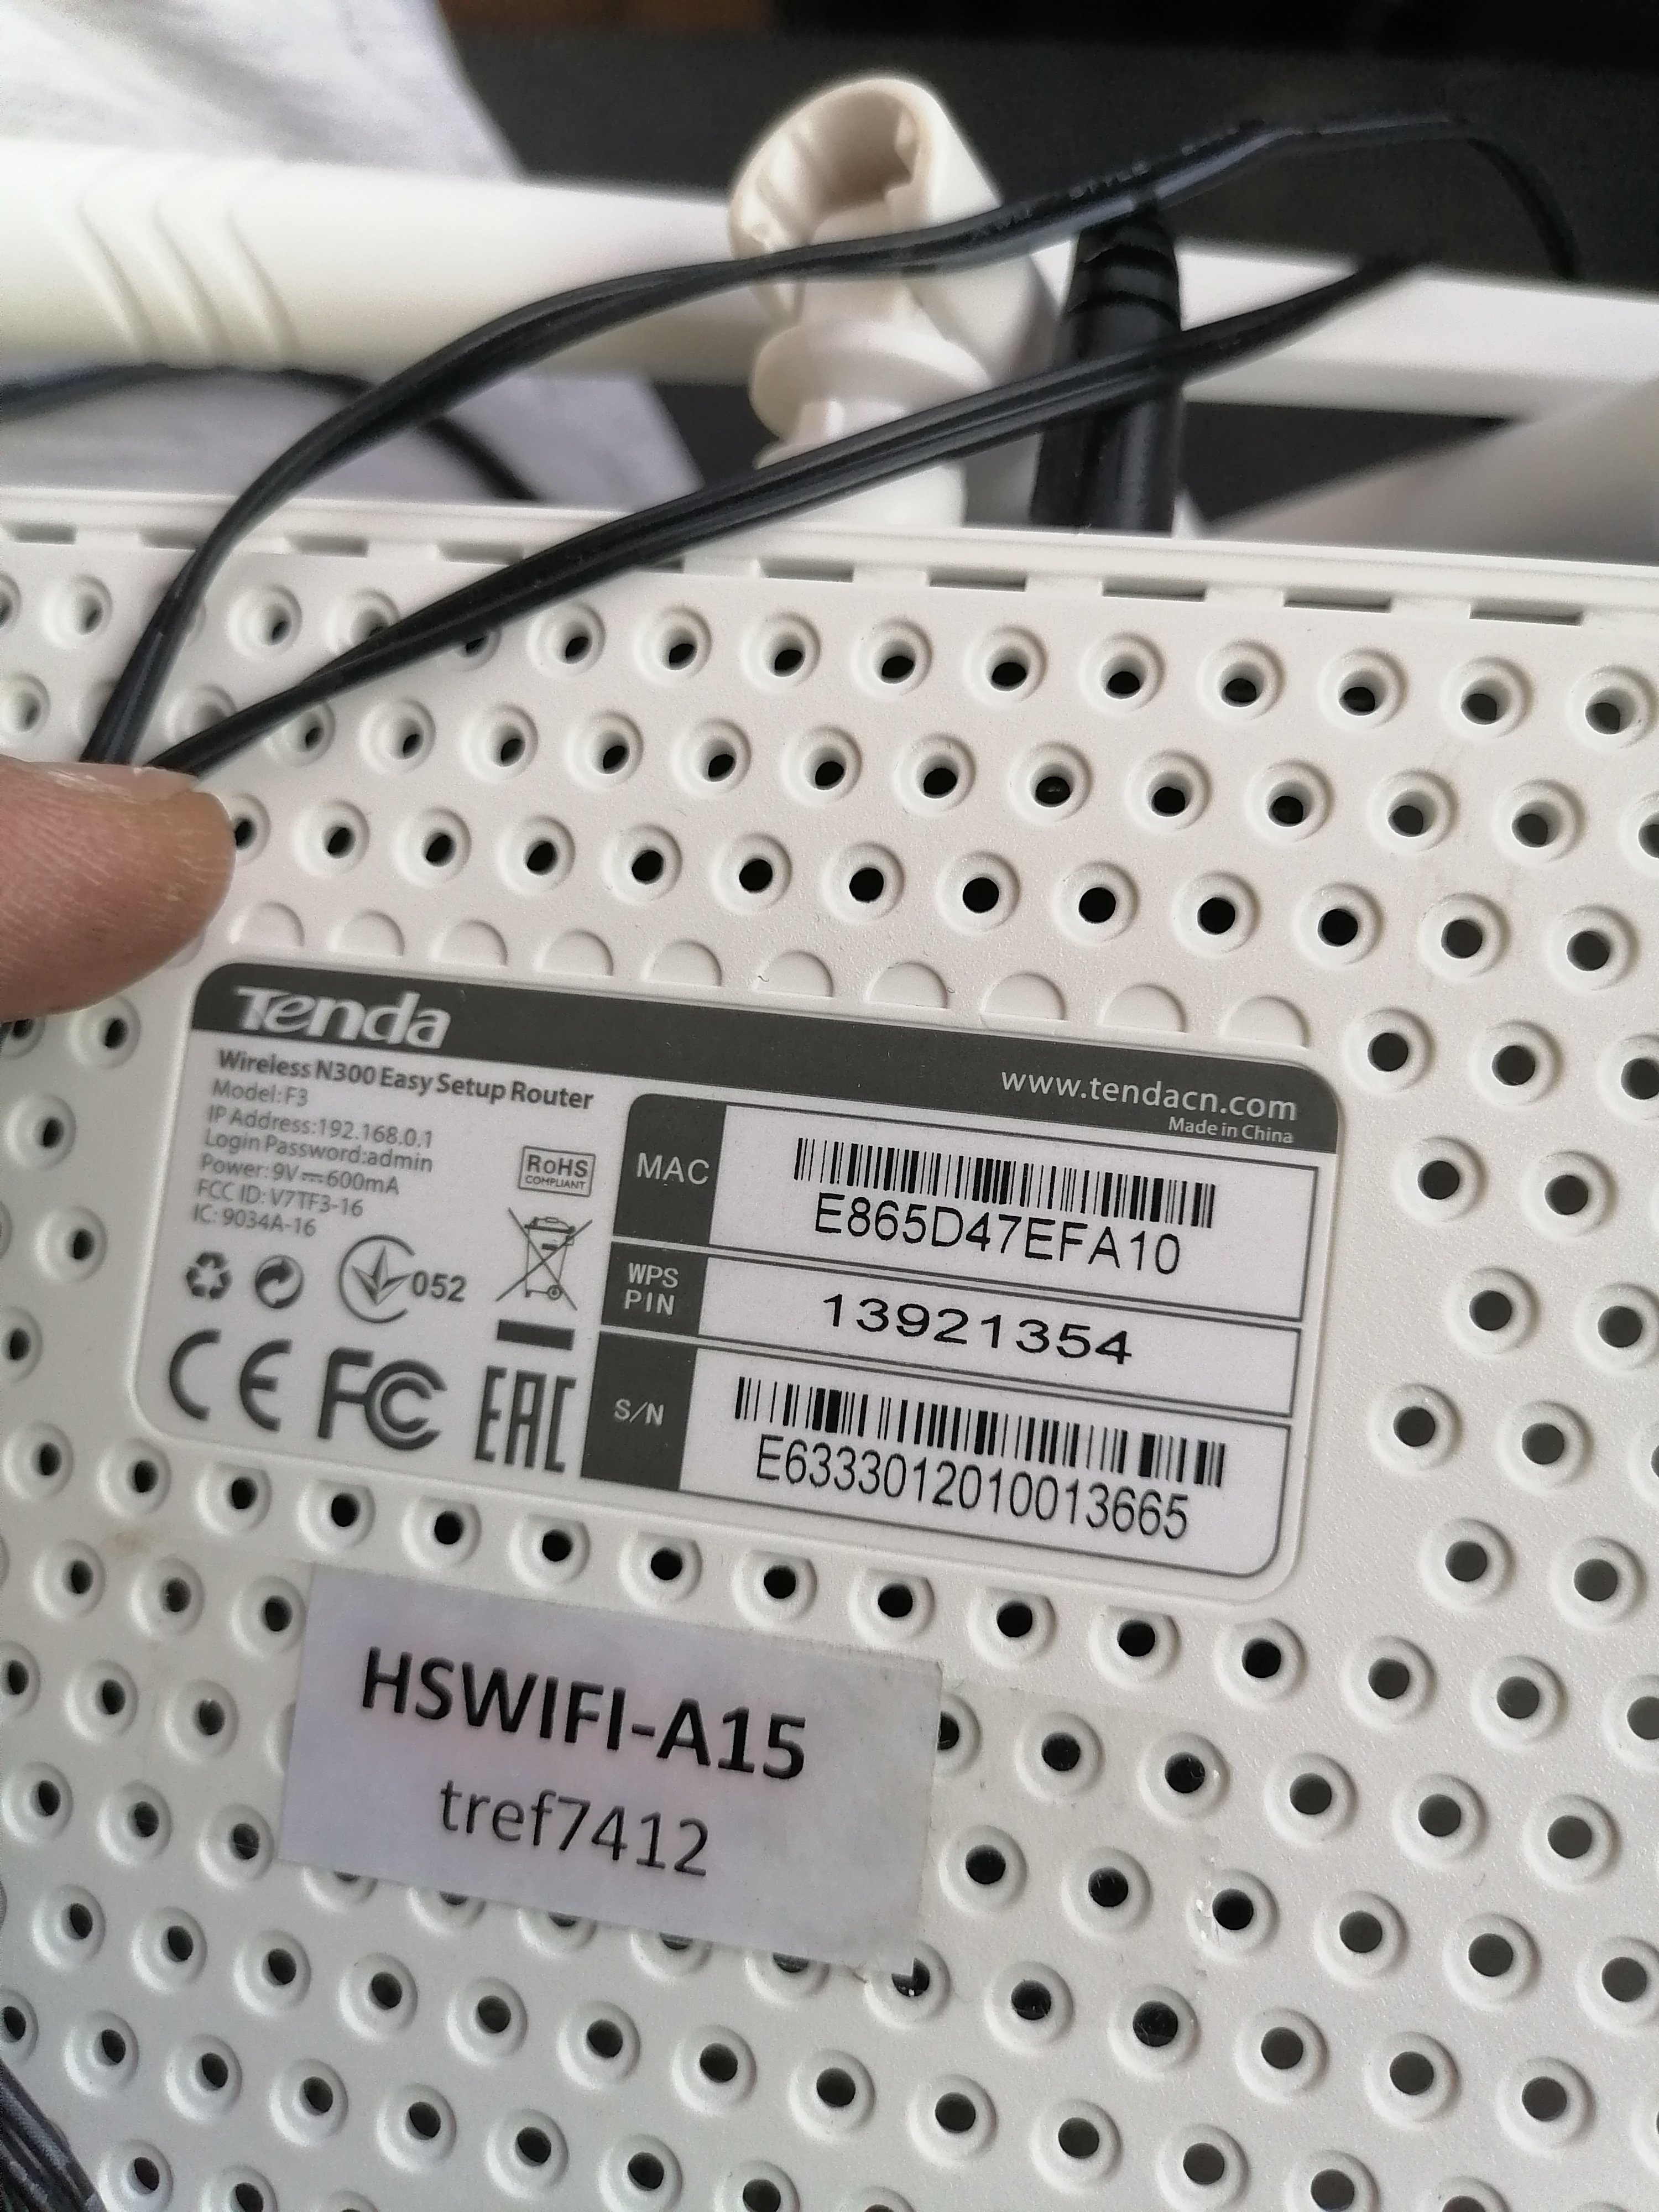 Tenda
www.tendacn.com
Made in China
Wireless N300 Easy Setup Router
Model:F3
IP Address:192.168.0.1
Login Password:admin
Power: 9V⎓600mA
FCC ID: V7TF3-16
IC: 9034A-16
RoHS
COMPLIANT
052
CE FC EAC
MAC
E865D47EFA10
WPS
PIN
13921354
S/N
E6333012010013665
HSWIFI-A15
tref7412